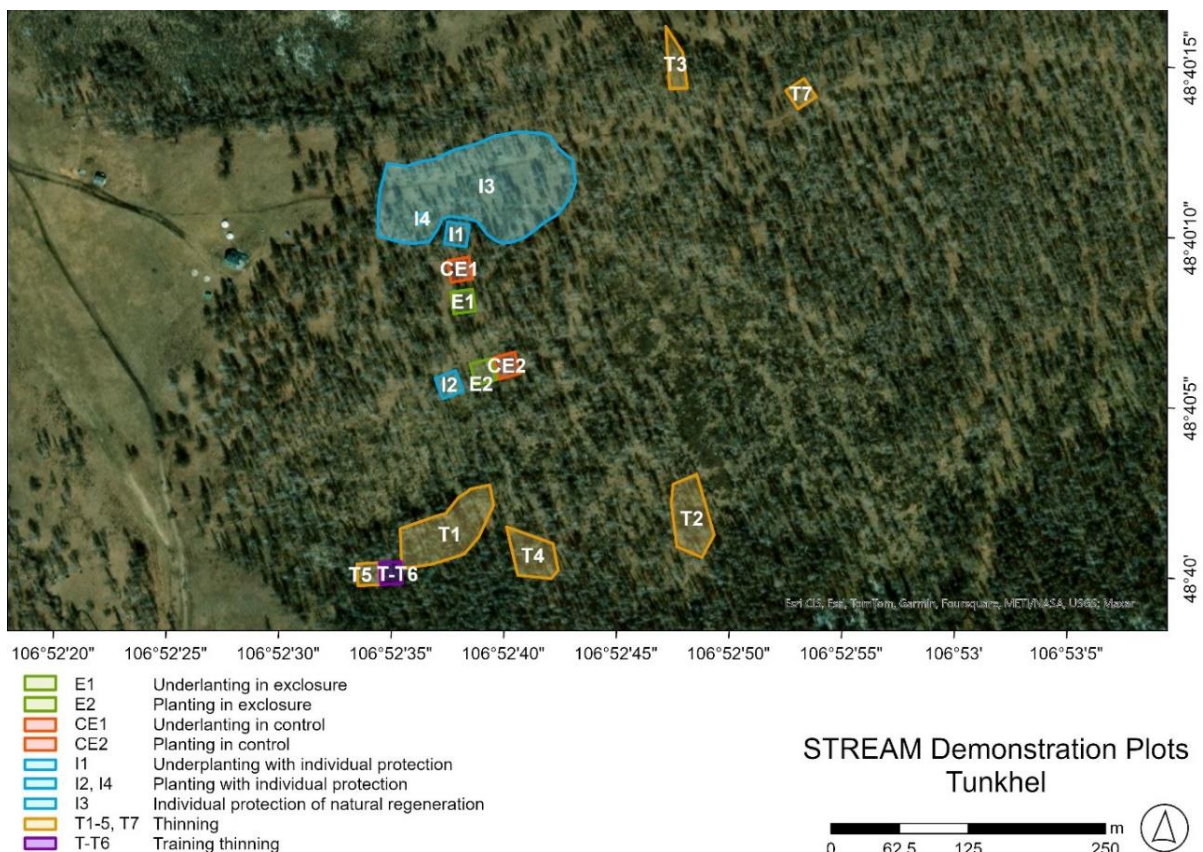 T3
T7
48°40'15"
I3
I4
I1
48°40'10"
CE1
E1
CE2
E2
I2
48°40'5"
T2
T1
T4
T5
T-T6
48°40'
Esri CIS, Esri, TomTom, Garmin, Foursquare, METI/NASA, USGS; Maxar
106°52'20"
106°52'25"
106°52'30"
106°52'35"
106°52'40"
106°52'45"
106°52'50"
106°52'55"
106°53'
106°53'5"
E1 Underlanting in exclosure
E2 Planting in exclosure
CE1 Underlanting in control
CE2 Planting in control
I1 Underplanting with individual protection
I2, I4 Planting with individual protection
I3 Individual protection of natural regeneration
T1-5, T7 Thinning
T-T6 Training thinning
STREAM Demonstration Plots
Tunkhel
m
0 62.5 125 250